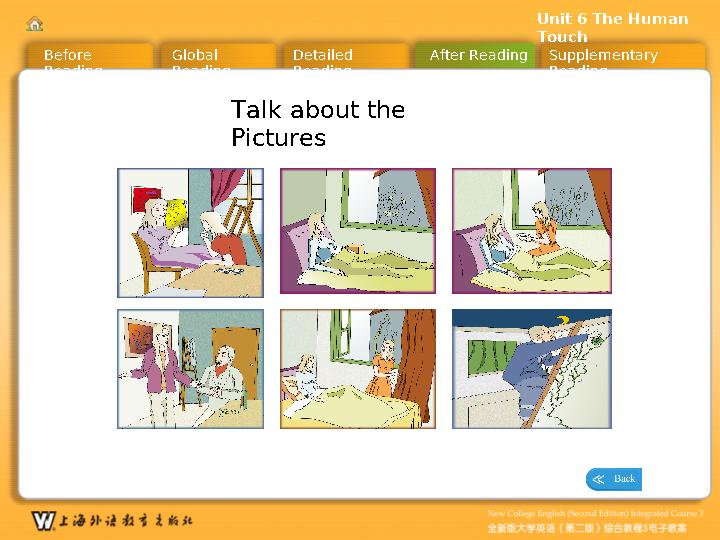 Unit 6 The Human
Touch
Before
Reading
Global
Reading
Detailed
Reading
After Reading
Supplementary
Reading
Talk about the
Pictures
Back
上海外语教育出版社
New College English (Second Edition) Integrated Course 3
全新版大学英语（第二版）综合教程3电子教案